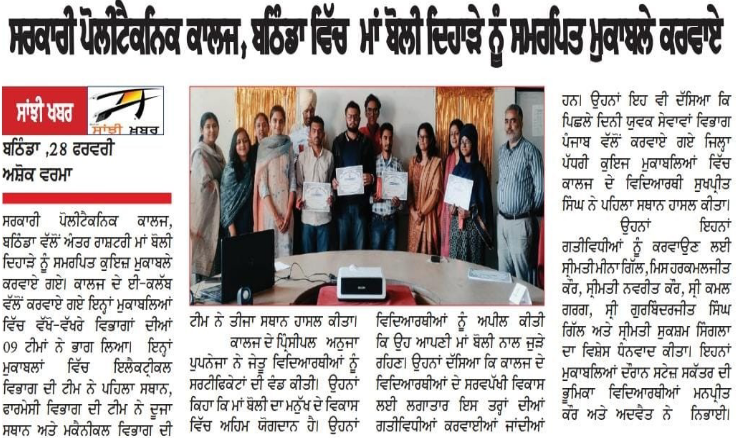 ਸਰਕਾਰੀ ਪੋਲੀਟੈਕਨਿਕ ਕਾਲਜ, ਬਠਿੰਡਾ ਵਿੱਚ ਮਾਂ ਬੋਲੀ ਦਿਹਾੜੇ ਨੂੰ ਸਮਰਪਿਤ ਮੁਕਾਬਲੇ ਕਰਵਾਏ
ਸਾਂਝੀ ਖਬਰ
ਸਾਂਝੀ ਖ਼ਬਰ
ਬਠਿੰਡਾ ,28 ਫਰਵਰੀ
ਅਸ਼ੋਕ ਵਰਮਾ
ਸਰਕਾਰੀ ਪੋਲੀਟੈਕਨਿਕ ਕਾਲਜ,
ਬਠਿੰਡਾ ਵੱਲੋਂ ਅੰਤਰ ਰਾਸ਼ਟਰੀ ਮਾਂ ਬੋਲੀ
ਦਿਹਾੜੇ ਨੂੰ ਸਮਰਪਿਤ ਕੁਇਜ਼ ਮੁਕਾਬਲੇ
ਕਰਵਾਏ ਗਏ। ਕਾਲਜ ਦੇ ਈ-ਕਲੱਬ
ਵੱਲੋਂ ਕਰਵਾਏ ਗਏ ਇਨ੍ਹਾਂ ਮੁਕਾਬਲਿਆਂ
ਵਿੱਚ ਵੱਖੋ-ਵੱਖਰੇ ਵਿਭਾਗਾਂ ਦੀਆਂ
09 ਟੀਮਾਂ ਨੇ ਭਾਗ ਲਿਆ। ਇਨ੍ਹਾਂ
ਮੁਕਾਬਲਾਂ ਵਿੱਚ ਇਲੈਕਟ੍ਰੀਕਲ
ਵਿਭਾਗ ਦੀ ਟੀਮ ਨੇ ਪਹਿਲਾ ਸਥਾਨ,
ਫਾਰਮੇਸੀ ਵਿਭਾਗ ਦੀ ਟੀਮ ਨੇ ਦੂਜਾ
ਸਥਾਨ ਅਤੇ ਮਕੈਨੀਕਲ ਵਿਭਾਗ ਦੀ
ਟੀਮ ਨੇ ਤੀਜਾ ਸਥਾਨ ਹਾਸਲ ਕੀਤਾ।
ਕਾਲਜ ਦੇ ਪ੍ਰਿੰਸੀਪਲ ਅਨੁਜਾ
ਪੁਪਨੇਜਾ ਨੇ ਜੇਤੂ ਵਿਦਿਆਰਥੀਆਂ ਨੂੰ
ਸਰਟੀਫਿਕੇਟਾਂ ਦੀ ਵੰਡ ਕੀਤੀ। ਉਹਨਾਂ
ਕਿਹਾ ਕਿ ਮਾਂ ਬੋਲੀ ਦਾ ਮਨੁੱਖ ਦੇ ਵਿਕਾਸ
ਵਿੱਚ ਅਹਿਮ ਯੋਗਦਾਨ ਹੈ। ਉਹਨਾਂ
ਵਿਦਿਆਰਥੀਆਂ ਨੂੰ ਅਪੀਲ ਕੀਤੀ
ਕਿ ਉਹ ਆਪਣੀ ਮਾਂ ਬੋਲੀ ਨਾਲ ਜੁੜੇ
ਰਹਿਣ। ਉਹਨਾਂ ਦੱਸਿਆ ਕਿ ਕਾਲਜ ਦੇ
ਵਿਦਿਆਰਥੀਆਂ ਦੇ ਸਰਵਪੱਖੀ ਵਿਕਾਸ
ਲਈ ਲਗਾਤਾਰ ਇਸ ਤਰ੍ਹਾਂ ਦੀਆਂ
ਗਤੀਵਿਧੀਆਂ ਕਰਵਾਈਆਂ ਜਾਂਦੀਆਂ
ਹਨ। ਉਹਨਾਂ ਇਹ ਵੀ ਦੱਸਿਆ ਕਿ
ਪਿਛਲੇ ਦਿਨੀ ਯੁਵਕ ਸੇਵਾਵਾਂ ਵਿਭਾਗ
ਪੰਜਾਬ ਵੱਲੋਂ ਕਰਵਾਏ ਗਏ ਜਿਲ੍ਹਾ
ਪੱਧਰੀ ਕੁਇਜ ਮੁਕਾਬਲਿਆਂ ਵਿੱਚ
ਕਾਲਜ ਦੇ ਵਿਦਿਆਰਥੀ ਸੁਖਪ੍ਰੀਤ
ਸਿੰਘ ਨੇ ਪਹਿਲਾ ਸਥਾਨ ਹਾਸਲ ਕੀਤਾ।
ਉਹਨਾਂ ਇਹਨਾਂ
ਗਤੀਵਿਧੀਆਂ ਨੂੰ ਕਰਵਾਉਣ ਲਈ
ਸ੍ਰੀਮਤੀ ਮੀਨਾ ਗਿੱਲ, ਮਿਸ ਹਰਕਮਲਜੀਤ
ਕੌਰ, ਸ੍ਰੀਮਤੀ ਨਵਰੀਤ ਕੌਰ, ਸ੍ਰੀ ਕਮਲ
ਗਰਗ, ਸ੍ਰੀ ਗੁਰਬਿੰਦਰਜੀਤ ਸਿੰਘ
ਗਿੱਲ ਅਤੇ ਸ੍ਰੀਮਤੀ ਸੁਕਸ਼ਮ ਸਿੰਗਲਾ
ਦਾ ਵਿਸ਼ੇਸ ਧੰਨਵਾਦ ਕੀਤਾ। ਇਹਨਾਂ
ਮੁਕਾਬਲਿਆਂ ਦੌਰਾਨ ਸਟੇਜ਼ ਸਕੱਤਰ ਦੀ
ਭੂਮਿਕਾ ਵਿਦਿਆਰਥੀਆਂ ਮਨਪ੍ਰੀਤ
ਕੌਰ ਅਤੇ ਅਦਵੈਤ ਨੇ ਨਿਭਾਈ।